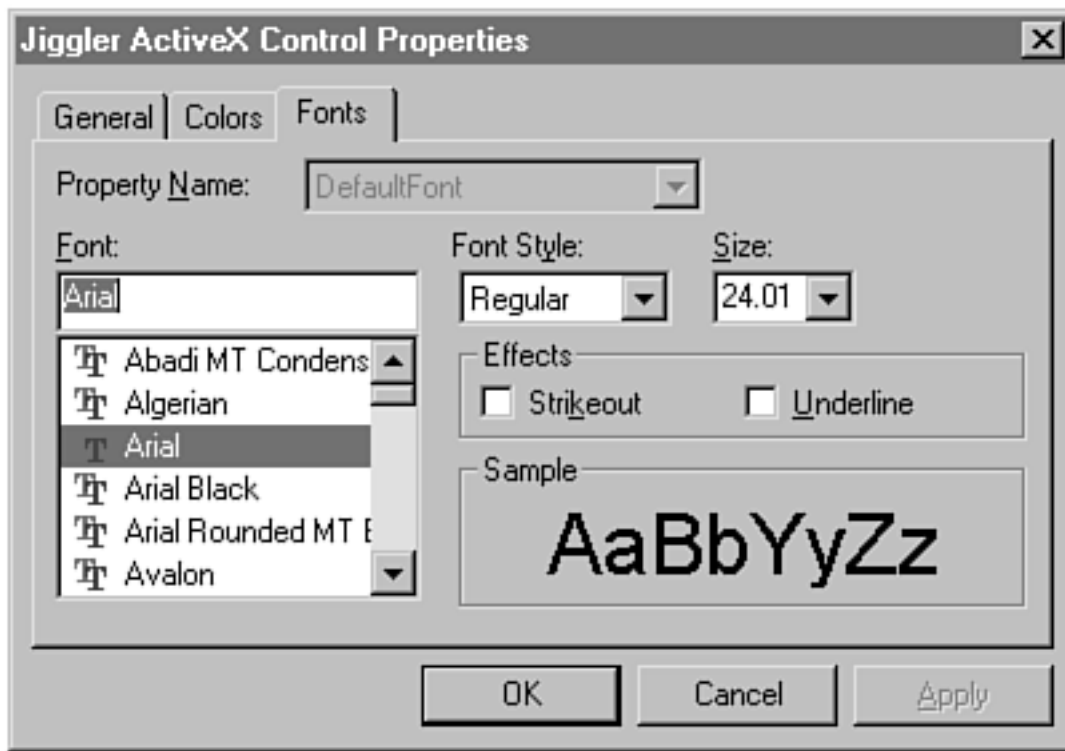 Jiggler ActiveX Control Properties
General Colors Fonts
Property Name: DefaultFont
Font: Font Style: Size:
Arial Regular 24.01
Abadi MT Condens
Algerian
Arial
Arial Black
Arial Rounded MT E
Avalon
Effects
Strikeout Underline
Sample
AaBbYyZz
OK Cancel Apply